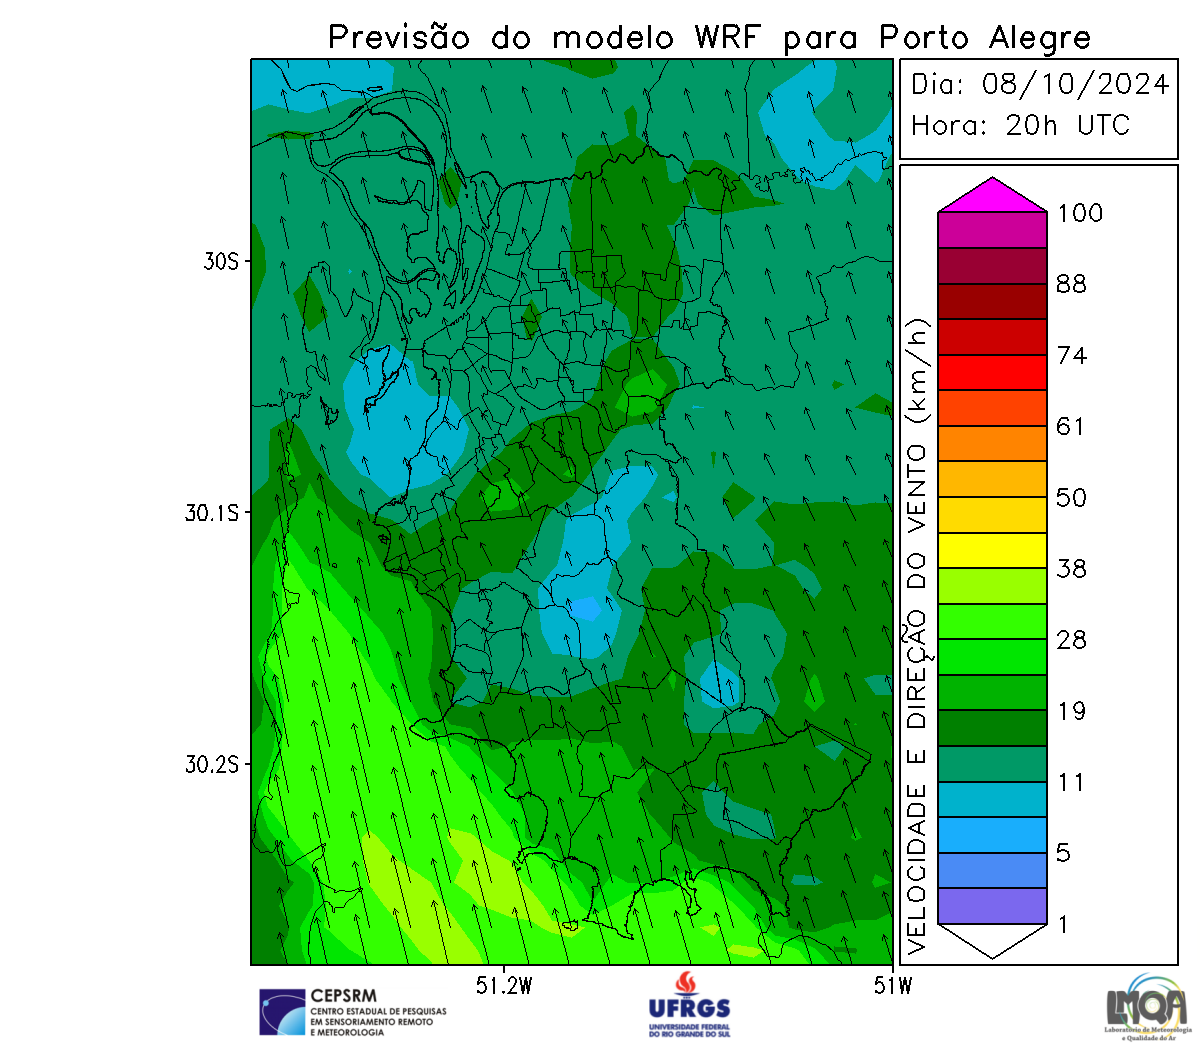 Previsão do modelo WRF para Porto Alegre
Dia: 08/10/2024
Hora: 20h UTC
30S
30.1S
30.2S
51.2W
51W
VELOCIDADE E DIREÇÃO DO VENTO (km/h)
100
88
74
61
50
38
28
19
11
5
1
CEPSRM
CENTRO ESTADUAL DE PESQUISAS
EM SENSORIAMENTO REMOTO
E METEOROLOGIA
UFRGS
UNIVERSIDADE FEDERAL
DO RIO GRANDE DO SUL
LMQA
Laboratório de Meteorologia
e Qualidade do Ar